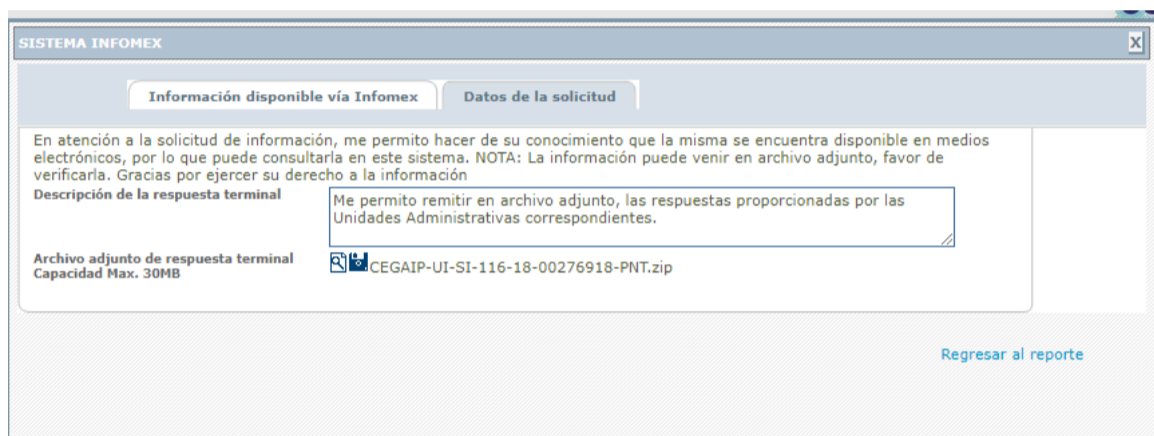 SISTEMA INFOMEX
X
Información disponible vía Infomex
Datos de la solicitud
En atención a la solicitud de información, me permito hacer de su conocimiento que la misma se encuentra disponible en medios
electrónicos, por lo que puede consultarla en este sistema. NOTA: La información puede venir en archivo adjunto, favor de
verificarla. Gracias por ejercer su derecho a la información
Descripción de la respuesta terminal
Me permito remitir en archivo adjunto, las respuestas proporcionadas por las
Unidades Administrativas correspondientes.
Archivo adjunto de respuesta terminal
Capacidad Max. 30MB
CEGAIP-UI-SI-116-18-00276918-PNT.zip
Regresar al reporte